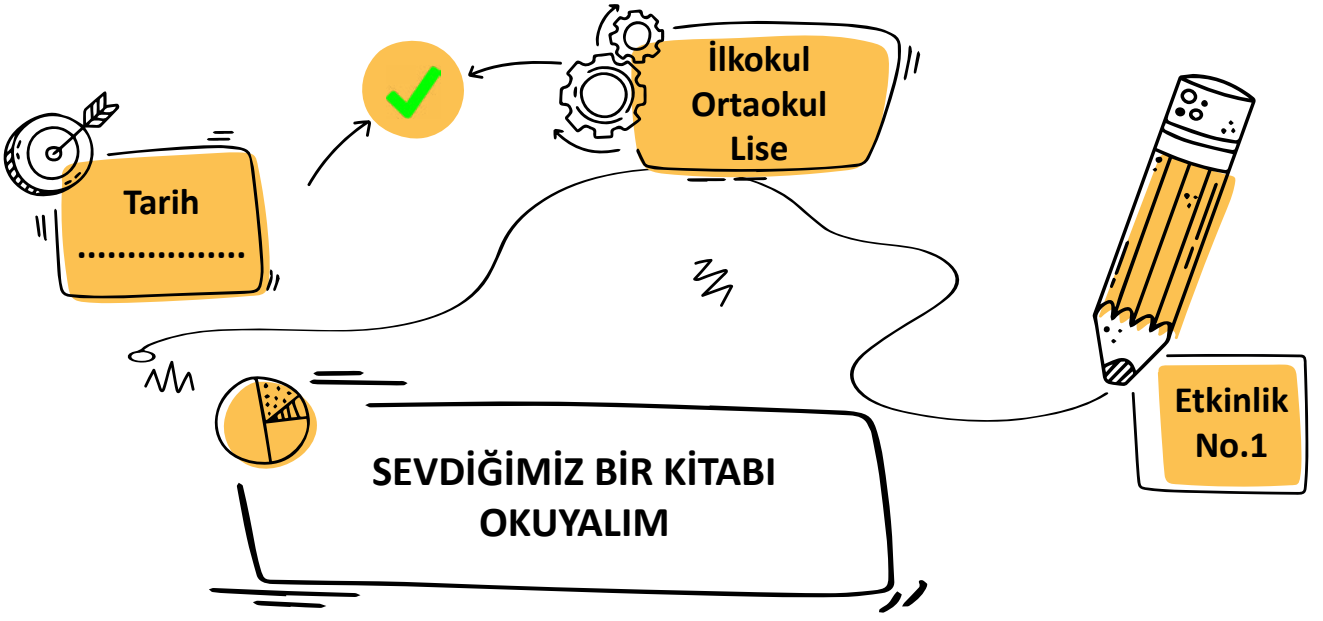 İlkokul
Ortaokul
Lise
Tarih
.................
Etkinlik
No.1
SEVDİĞİMİZ BİR KİTABI
OKUYALIM